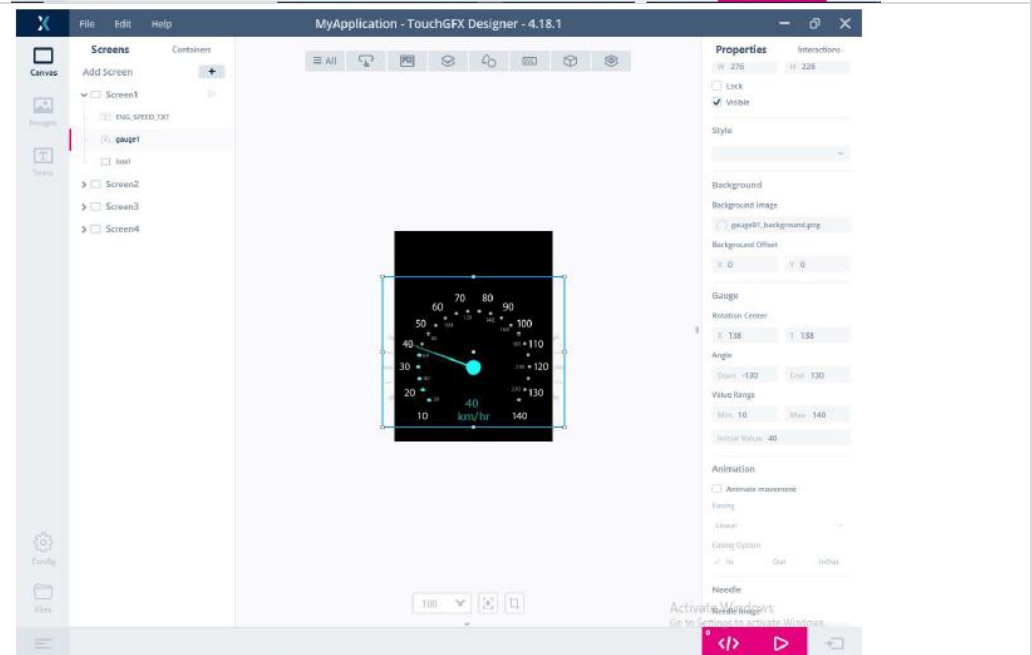 File Edit Help
MyApplication - TouchGFX Designer - 4.18.1
Canvas
Images
Texts
Config
Files
Screens Containers
Add Screen +
Screen1
ENG_SPEED_TXT
gauge1
Screen2
Screen3
Screen4
All
70 80
60 90
50 100
40 110
30 120
20 130
40
10 km/hr 140
100
Properties Interactions
W 276 H 226
Lock
Visible
Style
Background
Background Image
gauge01_background.png
Background Offset
X 0 Y 0
Gauge
Rotation Center
X 138 Y 138
Angle
Start -130 End 130
Value Range
Min 10 Max 140
Initial Value 40
Animation
Animate movement
Easing
Linear
Easing Option
In Out InOut
Needle
Needle Image
Activate Windows
Go to Settings to activate Windows.
0
</>